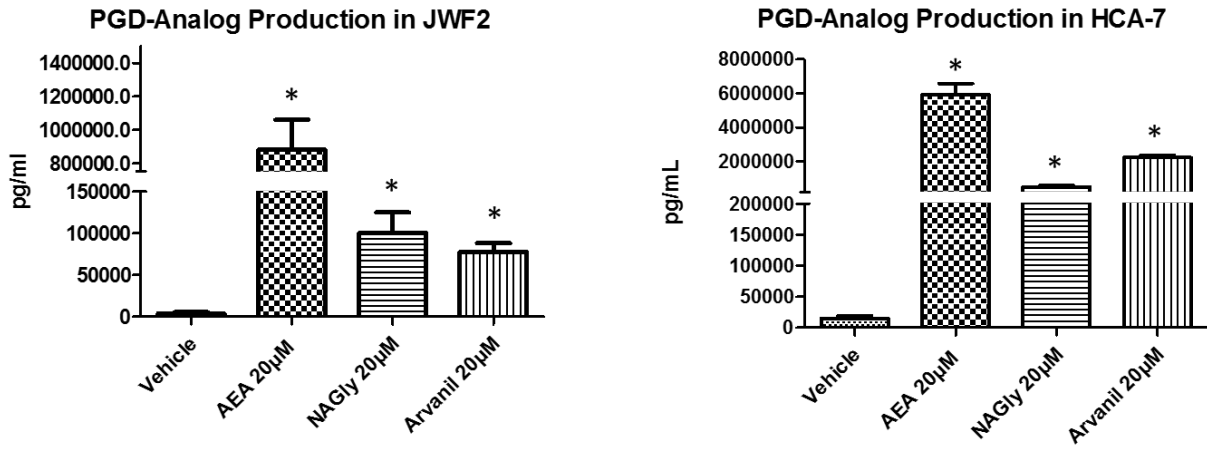 PGD-Analog Production in JWF2
pg/ml
1400000.0
1200000.0
1000000.0
800000.0
150000
100000
50000
0
*
*
*
Vehicle
AEA 20µM
NAGly 20µM
Arvanil 20µM
PGD-Analog Production in HCA-7
pg/mL
8000000
6000000
4000000
2000000
200000
150000
100000
50000
0
*
*
*
Vehicle
AEA 20µM
NAGly 20µM
Arvanil 20µM